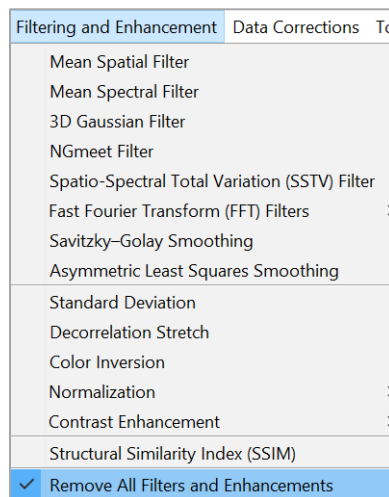 Filtering and Enhancement Data Corrections
Mean Spatial Filter
Mean Spectral Filter
3D Gaussian Filter
NGmeet Filter
Spatio-Spectral Total Variation (SSTV) Filter
Fast Fourier Transform (FFT) Filters
Savitzky–Golay Smoothing
Asymmetric Least Squares Smoothing
Standard Deviation
Decorrelation Stretch
Color Inversion
Normalization
Contrast Enhancement
Structural Similarity Index (SSIM)
Remove All Filters and Enhancements